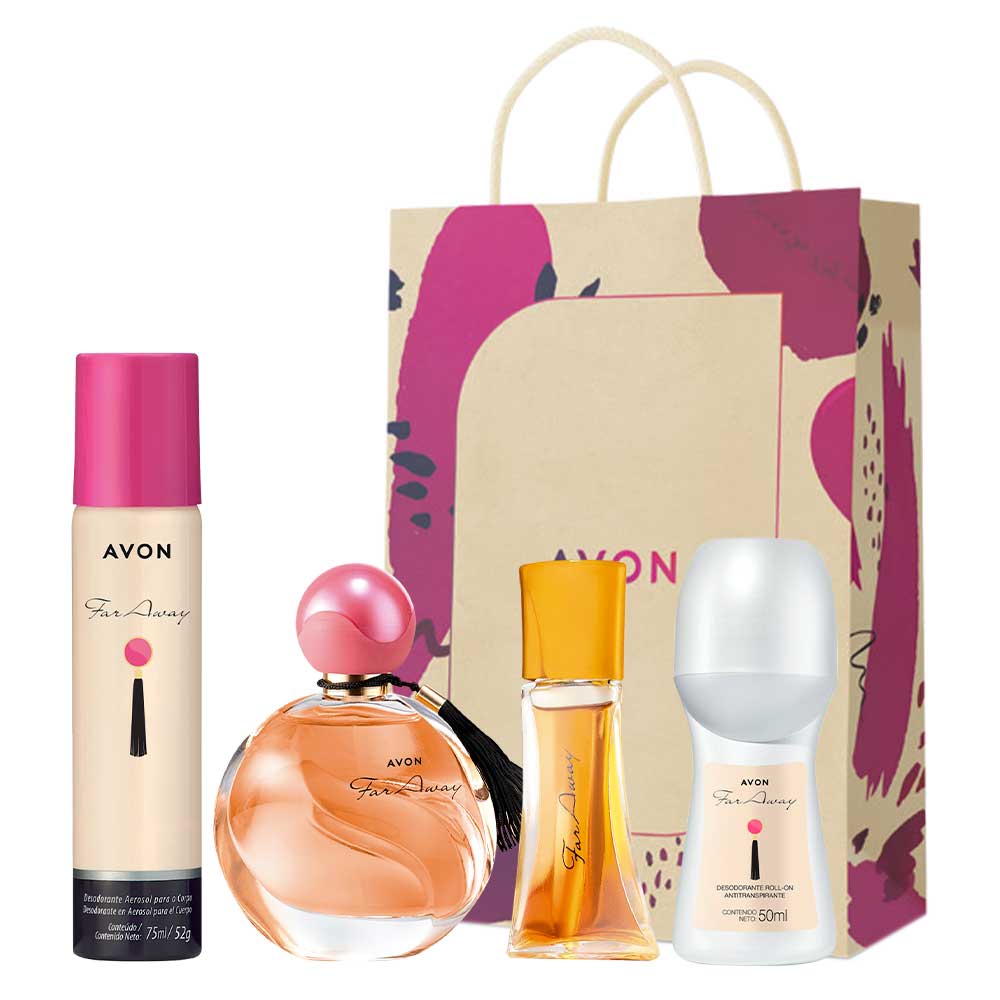 AVON
AVON
Far Away
Desodorante Aerosol para o Corpo
Desodorante en Aerosol para el Cuerpo
Conteúdo/
Contenido Neto: 75ml/ 52g
AVON
Far Away
Far Away
AVON
Far Away
DESODORANTE ROLL-ON
ANTITRANSPIRANTE
CONTENIDO
NETO: 50ml